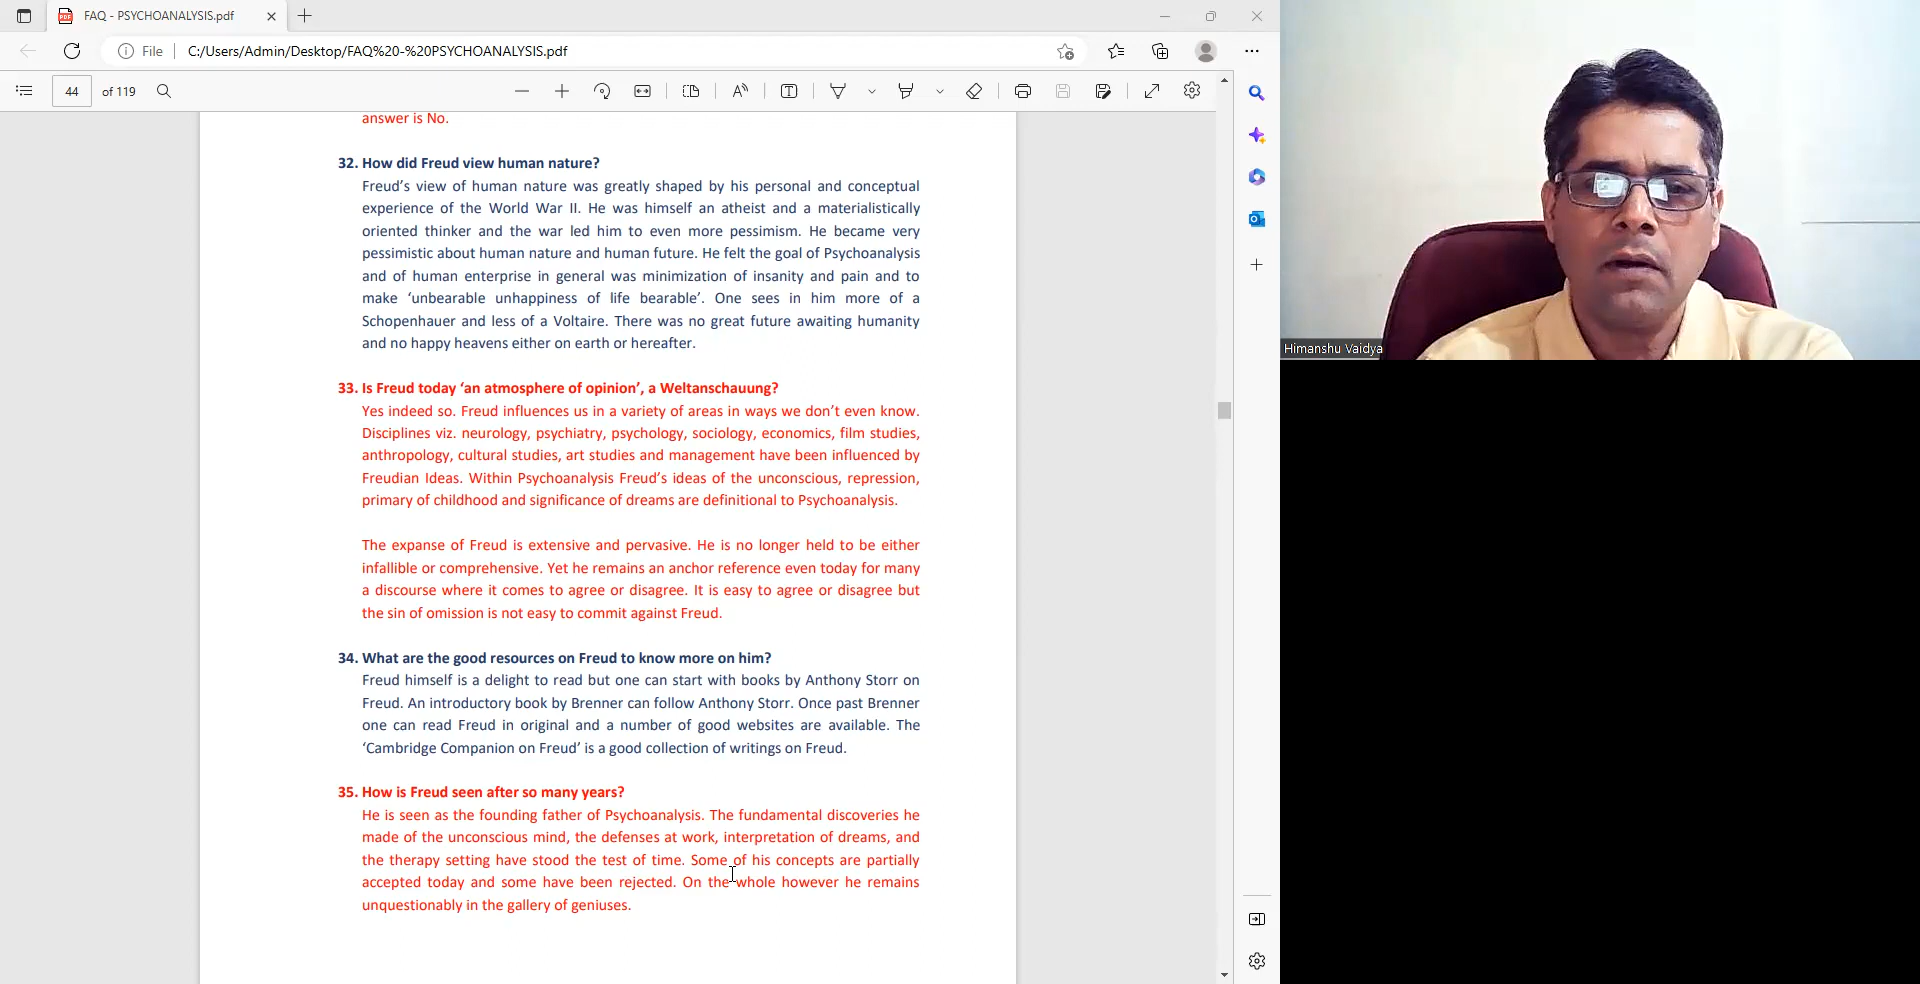 FAQ - PSYCHOANALYSIS.pdf
File
C:/Users/Admin/Desktop/FAQ%20-%20PSYCHOANALYSIS.pdf
44 of 119
answer is No.
32. How did Freud view human nature?
Freud’s view of human nature was greatly shaped by his personal and conceptual
experience of the World War II. He was himself an atheist and a materialistically
oriented thinker and the war led him to even more pessimism. He became very
pessimistic about human nature and human future. He felt the goal of Psychoanalysis
and of human enterprise in general was minimization of insanity and pain and to
make ‘unbearable unhappiness of life bearable’. One sees in him more of a
Schopenhauer and less of a Voltaire. There was no great future awaiting humanity
and no happy heavens either on earth or hereafter.
33. Is Freud today ‘an atmosphere of opinion’, a Weltanschauung?
Yes indeed so. Freud influences us in a variety of areas in ways we don’t even know.
Disciplines viz. neurology, psychiatry, psychology, sociology, economics, film studies,
anthropology, cultural studies, art studies and management have been influenced by
Freudian Ideas. Within Psychoanalysis Freud’s ideas of the unconscious, repression,
primary of childhood and significance of dreams are definitional to Psychoanalysis.
The expanse of Freud is extensive and pervasive. He is no longer held to be either
infallible or comprehensive. Yet he remains an anchor reference even today for many
a discourse where it comes to agree or disagree. It is easy to agree or disagree but
the sin of omission is not easy to commit against Freud.
34. What are the good resources on Freud to know more on him?
Freud himself is a delight to read but one can start with books by Anthony Storr on
Freud. An introductory book by Brenner can follow Anthony Storr. Once past Brenner
one can read Freud in original and a number of good websites are available. The
‘Cambridge Companion on Freud’ is a good collection of writings on Freud.
35. How is Freud seen after so many years?
He is seen as the founding father of Psychoanalysis. The fundamental discoveries he
made of the unconscious mind, the defenses at work, interpretation of dreams, and
the therapy setting have stood the test of time. Some of his concepts are partially
accepted today and some have been rejected. On the whole however he remains
unquestionably in the gallery of geniuses.
Himanshu Vaidya